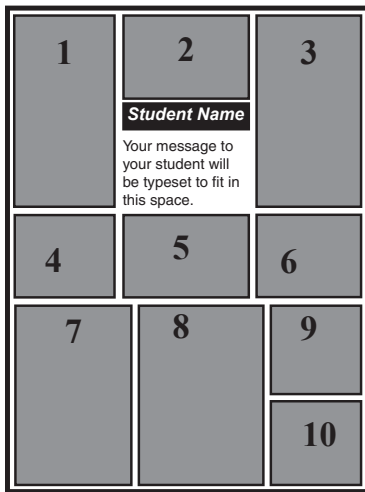 1
2
3
Student Name
Your message to
your student will
be typeset to fit in
this space.
4
5
6
7
8
9
10